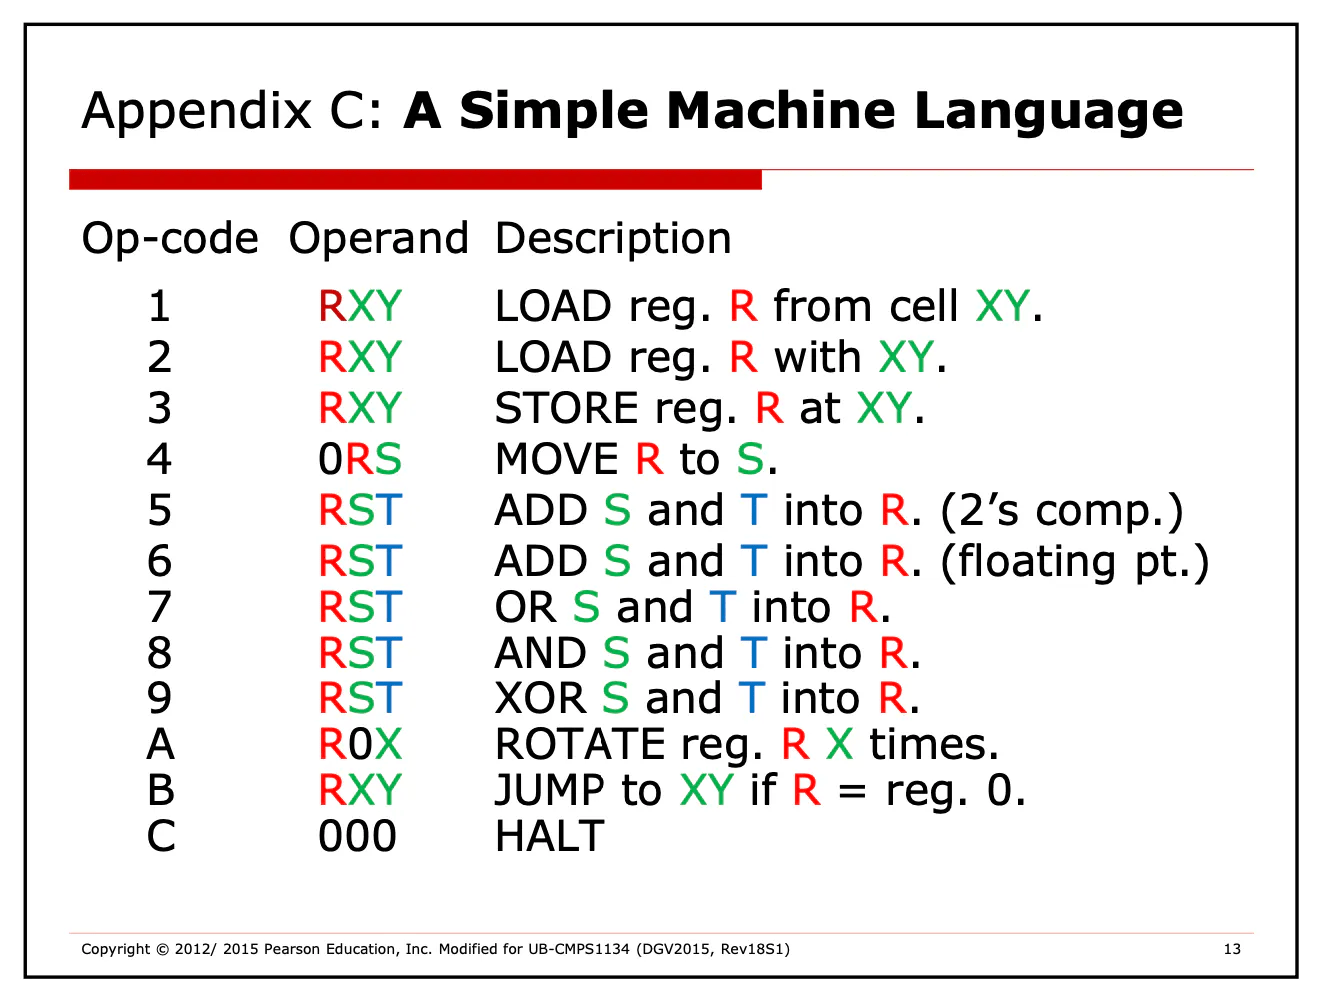 Appendix C: A Simple Machine Language
Op-code Operand Description
1 RXY LOAD reg. R from cell XY.
2 RXY LOAD reg. R with XY.
3 RXY STORE reg. R at XY.
4 0RS MOVE R to S.
5 RST ADD S and T into R. (2’s comp.)
6 RST ADD S and T into R. (floating pt.)
7 RST OR S and T into R.
8 RST AND S and T into R.
9 RST XOR S and T into R.
A R0X ROTATE reg. R X times.
B RXY JUMP to XY if R = reg. 0.
C 000 HALT
Copyright © 2012/ 2015 Pearson Education, Inc. Modified for UB-CMPS1134 (DGV2015, Rev18S1) 13